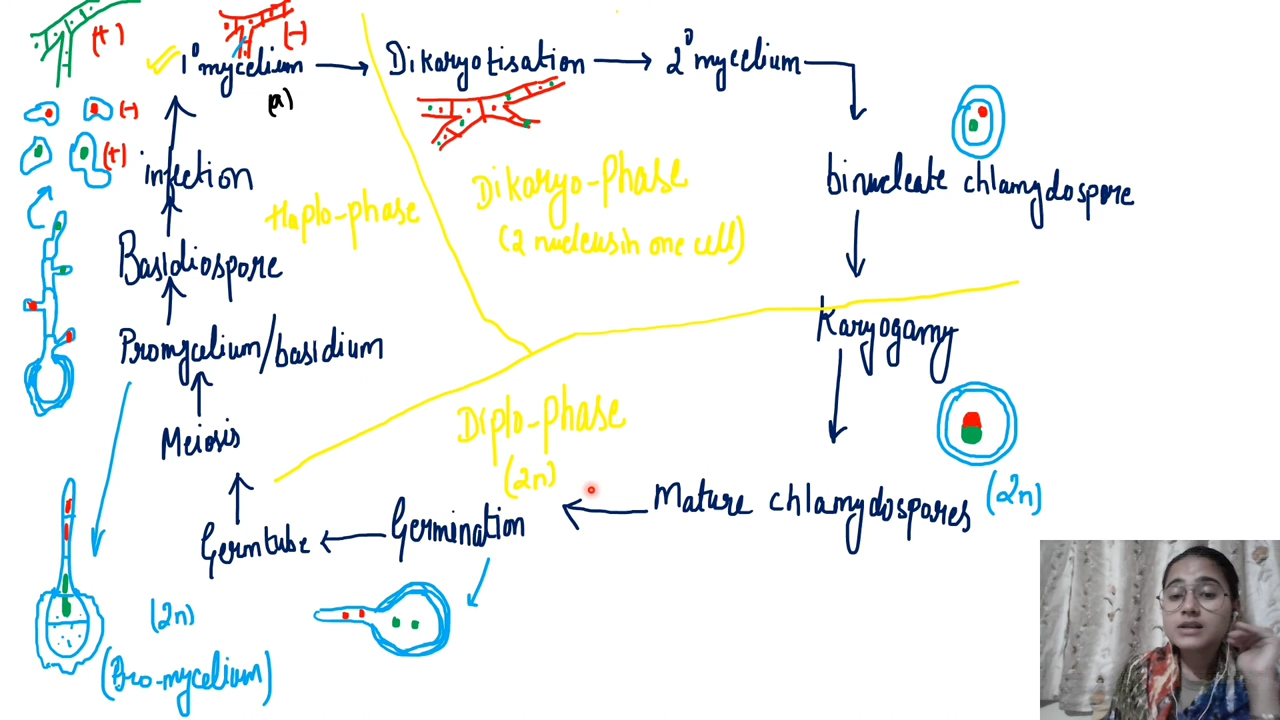 (+)
(-)
1° mycelium
(a)
Dikaryotisation
2° mycelium
(-)
(+)
infection
Haplo-phase
Dikaryo-Phase
(2 nucleus in one cell)
binucleate chlamydospore
Basidiospore
Promycelium/basidium
Karyogamy
Meiosis
Diplo-phase
(2n)
Mature chlamydospores
(2n)
Germination
Germtube
(2n)
(Pro-mycelium)